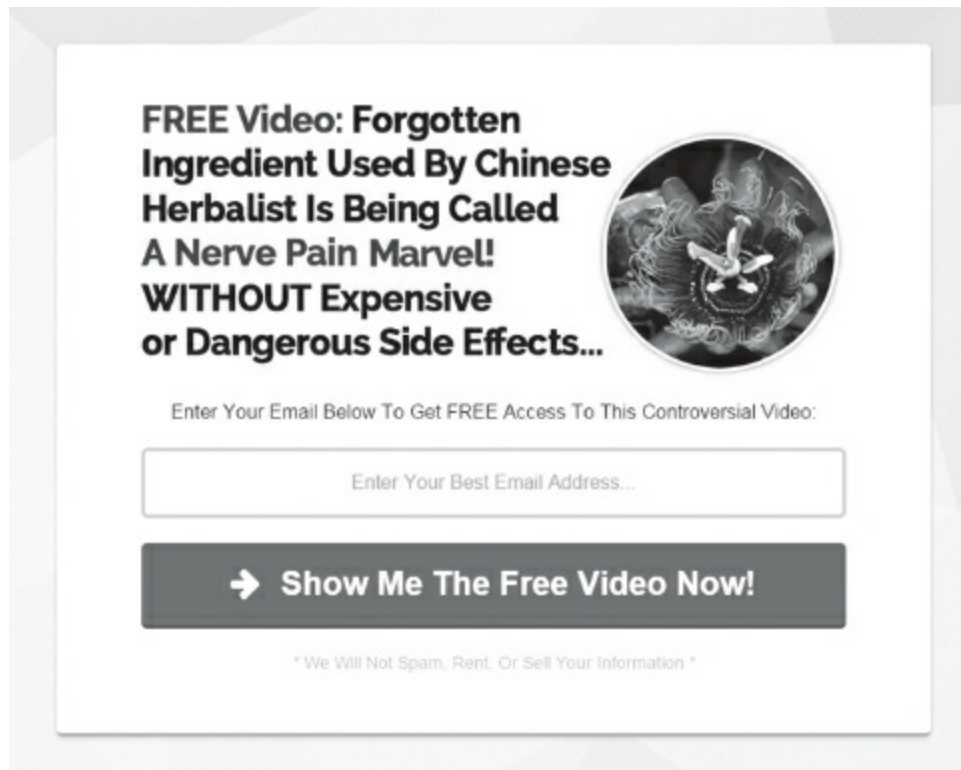 FREE Video: Forgotten
Ingredient Used By Chinese
Herbalist Is Being Called
A Nerve Pain Marvel!
WITHOUT Expensive
or Dangerous Side Effects...
Enter Your Email Below To Get FREE Access To This Controversial Video:
Enter Your Best Email Address...
Show Me The Free Video Now!
* We Will Not Spam, Rent, Or Sell Your Information *